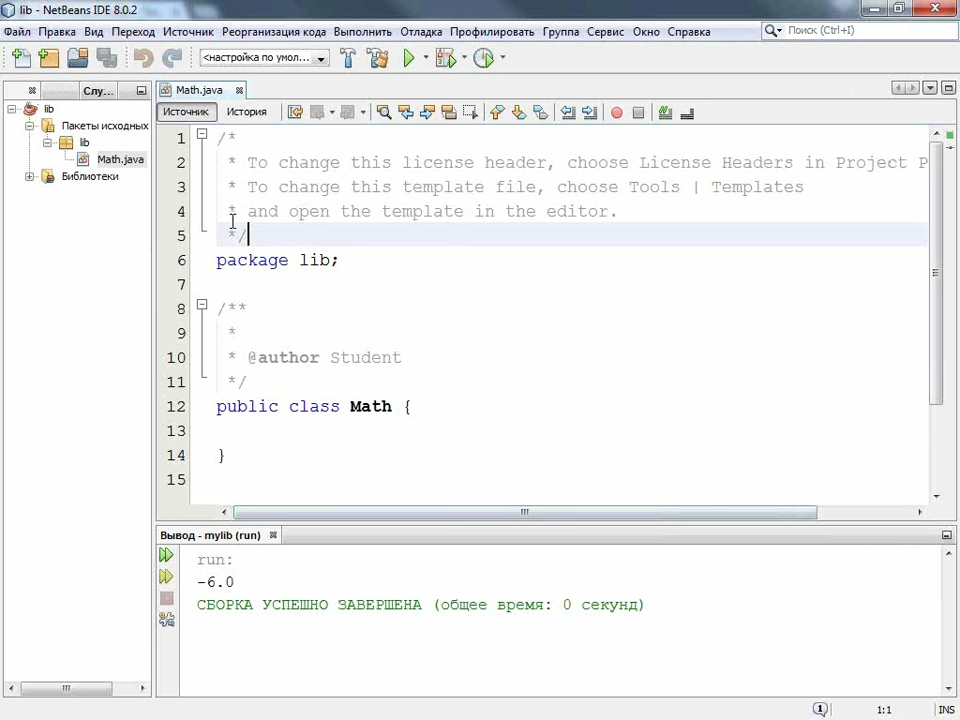 lib - NetBeans IDE 8.0.2
Файл Правка Вид Переход Источник Реорганизация кода Выполнить Отладка Профилировать Группа Сервис Окно Справка
Поиск (Ctrl+I)
<настройка по умол...
Слу...
Math.java
lib
Пакеты исходных
lib
Math.java
Библиотеки
Источник История
1 /*
2 * To change this license header, choose License Headers in Project P
3 * To change this template file, choose Tools | Templates
4 * and open the template in the editor.
5 */
6 package lib;
7
8 /**
9 *
10 * @author Student
11 */
12 public class Math {
13
14 }
15
Вывод - mylib (run)
run:
-6.0
СБОРКА УСПЕШНО ЗАВЕРШЕНА (общее время: 0 секунд)
1
1:1 INS